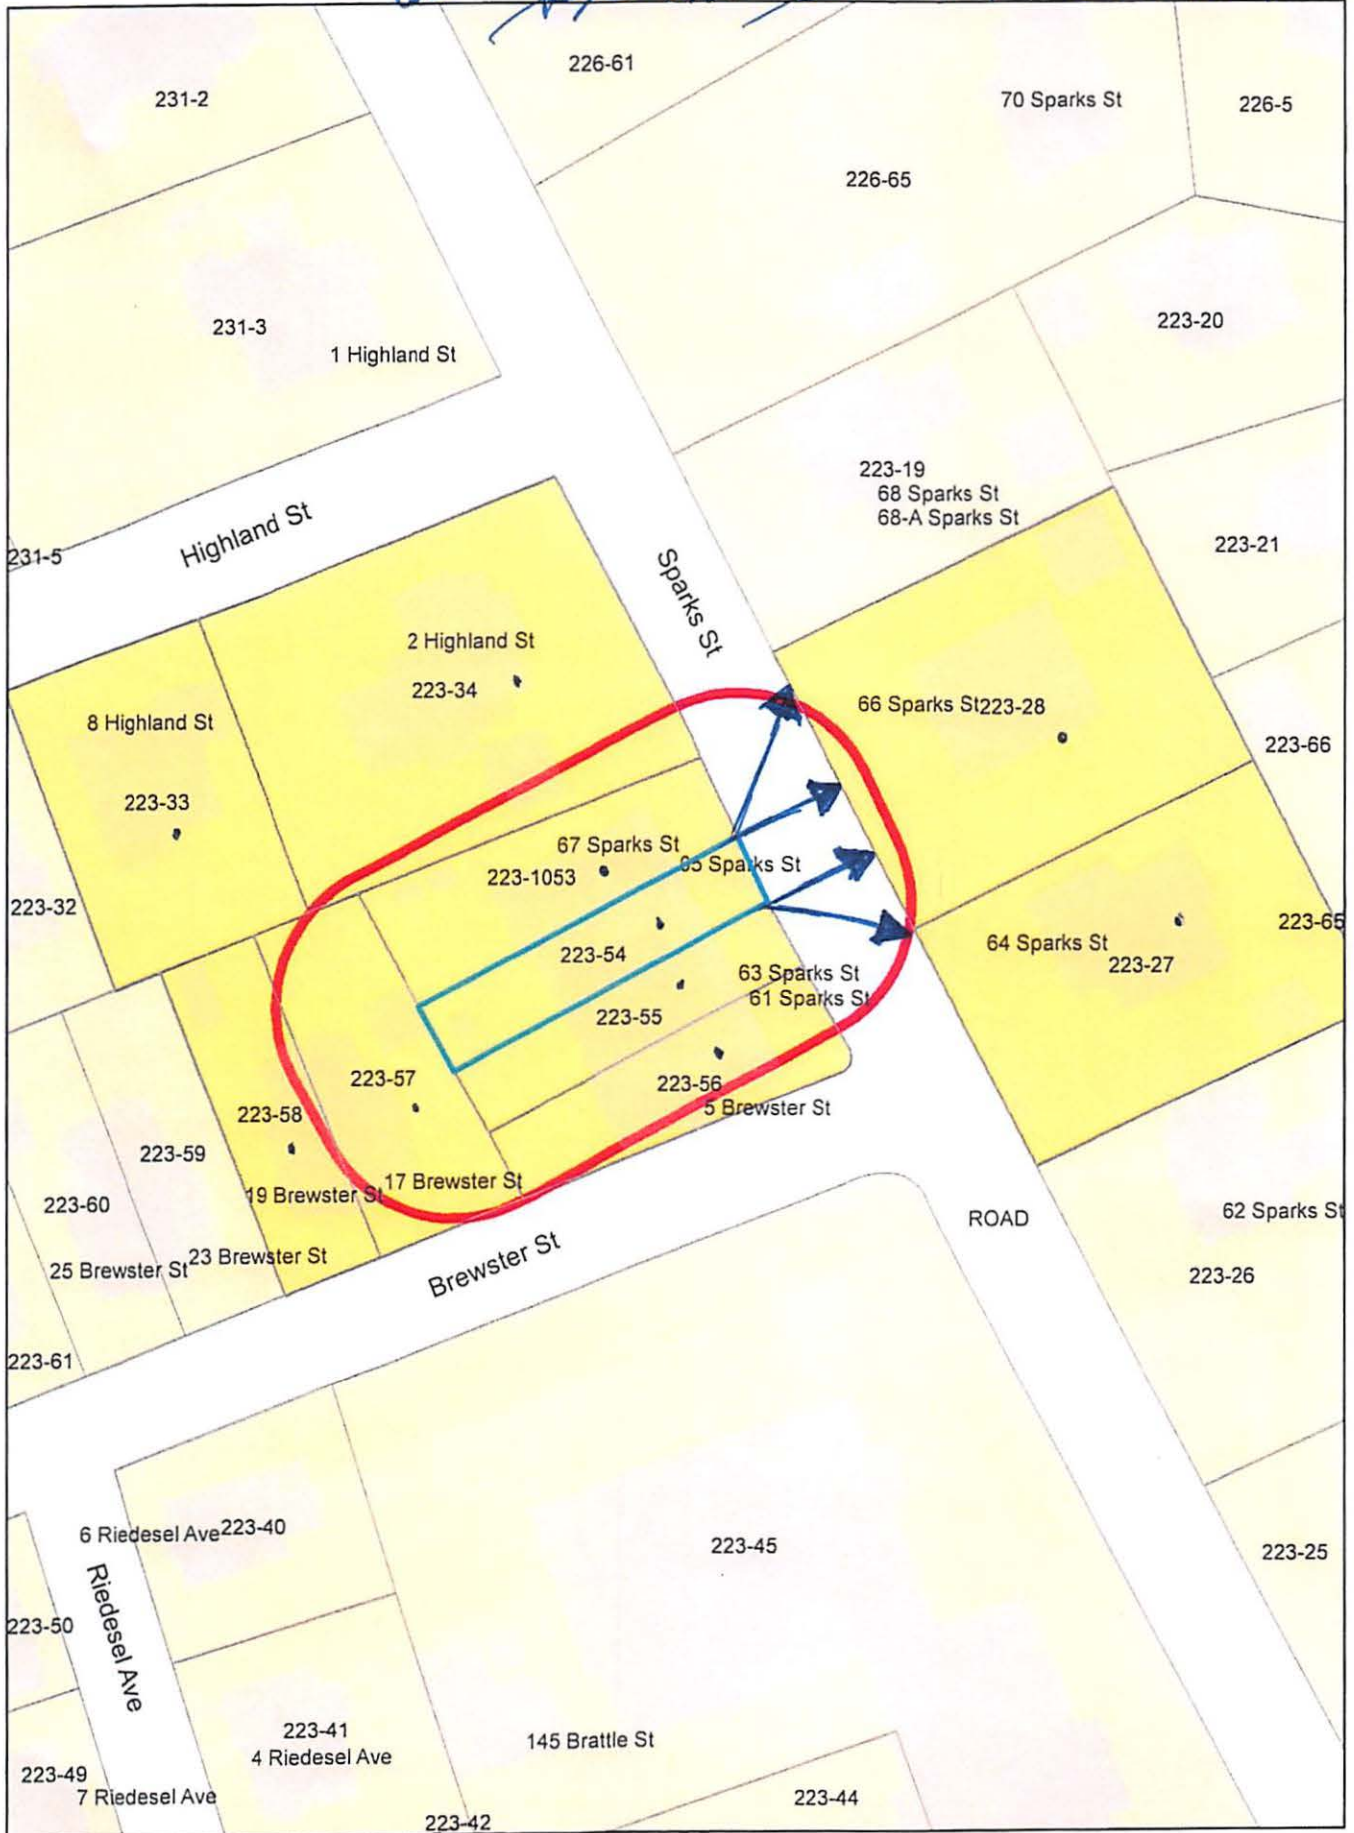 226-61
231-2
70 Sparks St
226-5
226-65
231-3
1 Highland St
223-20
223-19
68 Sparks St
68-A Sparks St
Highland St
231-5
223-21
Sparks St
2 Highland St
223-34
66 Sparks St 223-28
8 Highland St
223-66
223-33
67 Sparks St
65 Sparks St
223-1053
223-32
223-65
64 Sparks St
223-27
223-54
63 Sparks St
61 Sparks St
223-55
223-57
223-56
5 Brewster St
223-58
223-59
17 Brewster St
19 Brewster St
223-60
62 Sparks St
ROAD
23 Brewster St
25 Brewster St
Brewster St
223-26
223-61
6 Riedesel Ave 223-40
223-45
223-25
Riedesel Ave
223-50
223-41
4 Riedesel Ave
145 Brattle St
223-49
7 Riedesel Ave
223-44
223-42